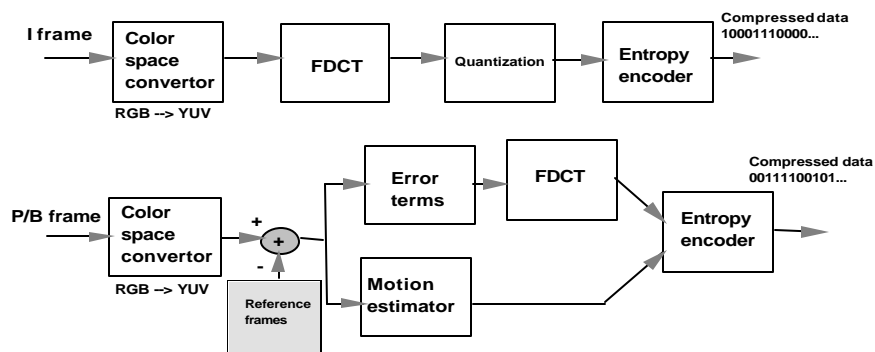 I frame
Color
space
convertor
RGB --> YUV
FDCT
Quantization
Entropy
encoder
Compressed data
10001110000...
P/B frame
Color
space
convertor
RGB --> YUV
+
+
-
Reference
frames
Error
terms
FDCT
Motion
estimator
Entropy
encoder
Compressed data
00111100101...